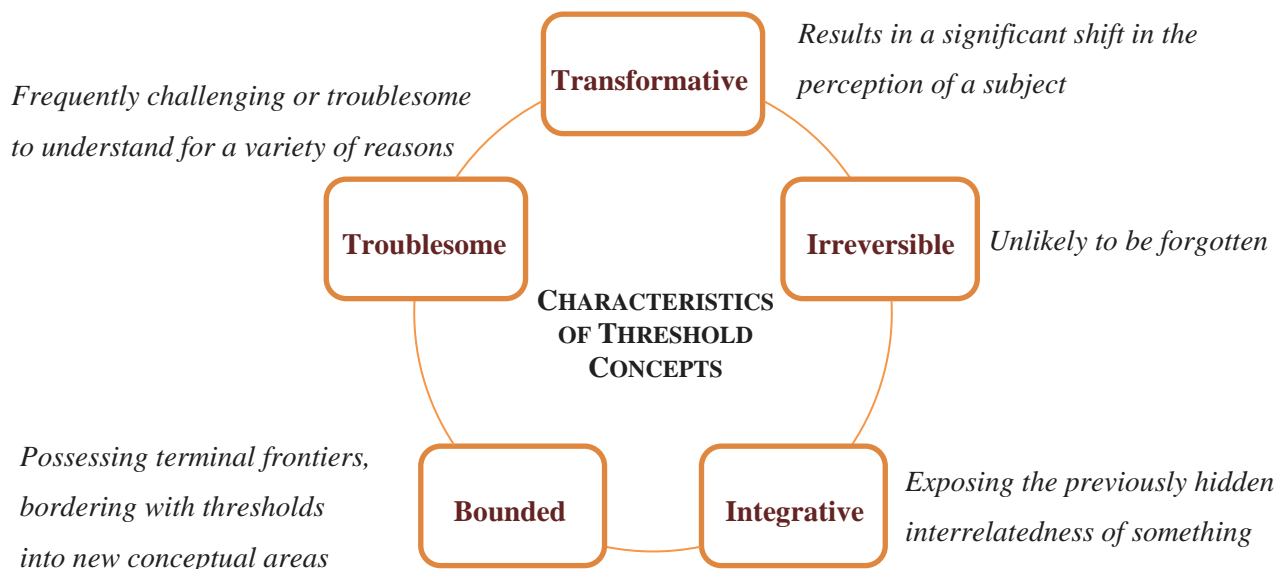 Transformative
Results in a significant shift in the
perception of a subject
Irreversible
Unlikely to be forgotten
Integrative
Exposing the previously hidden
interrelatedness of something
Bounded
Possessing terminal frontiers,
bordering with thresholds
into new conceptual areas
Troublesome
Frequently challenging or troublesome
to understand for a variety of reasons
CHARACTERISTICS
OF THRESHOLD
CONCEPTS